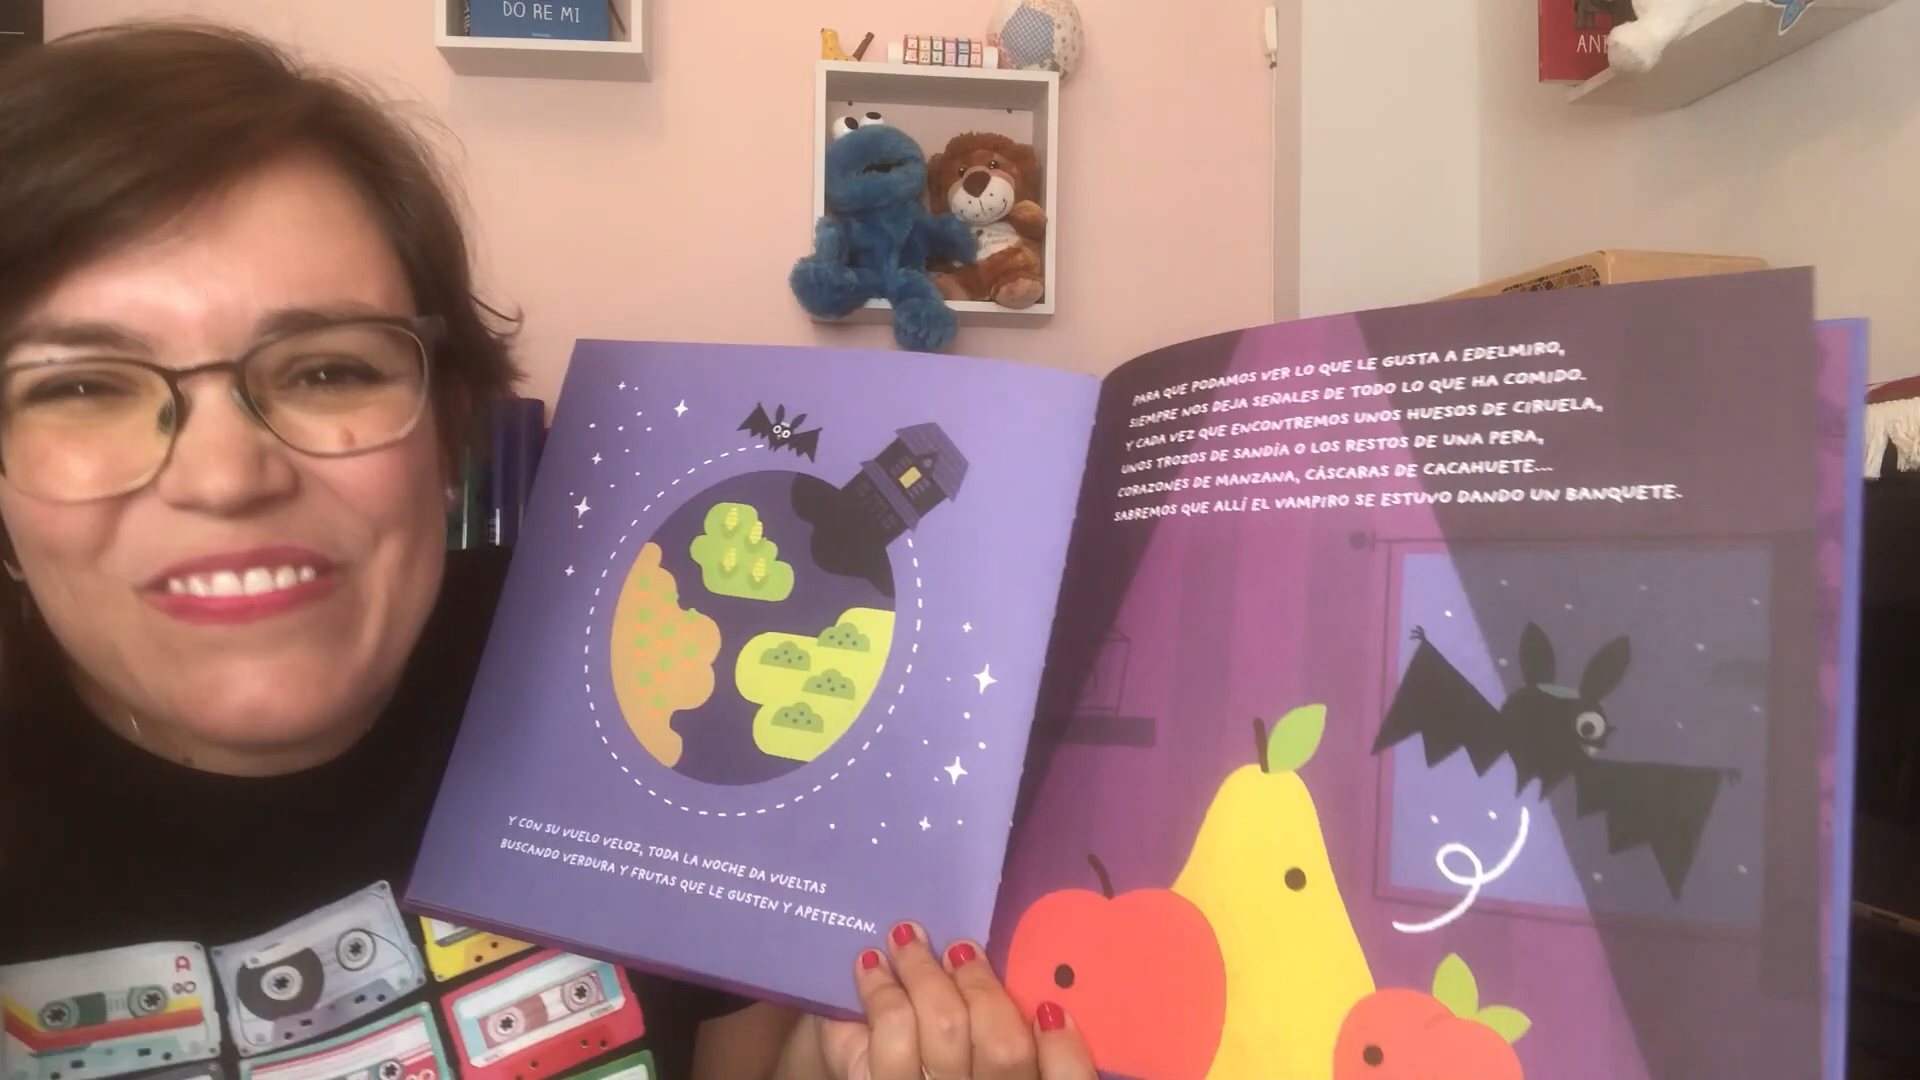 DO RE MI
Y CON SU VUELO VELOZ, TODA LA NOCHE DA VUELTAS
BUSCANDO VERDURA Y FRUTAS QUE LE GUSTEN Y APETEZCAN.
PARA QUE PODAMOS VER LO QUE LE GUSTA A EDELMIRO,
SIEMPRE NOS DEJA SEÑALES DE TODO LO QUE HA COMIDO.
Y CADA VEZ QUE ENCONTREMOS UNOS HUESOS DE CIRUELA,
UNOS TROZOS DE SANDÍA O LOS RESTOS DE UNA PERA,
CORAZONES DE MANZANA, CÁSCARAS DE CACAHUETE...
SABREMOS QUE ALLÍ EL VAMPIRO SE ESTUVO DANDO UN BANQUETE.
A
90